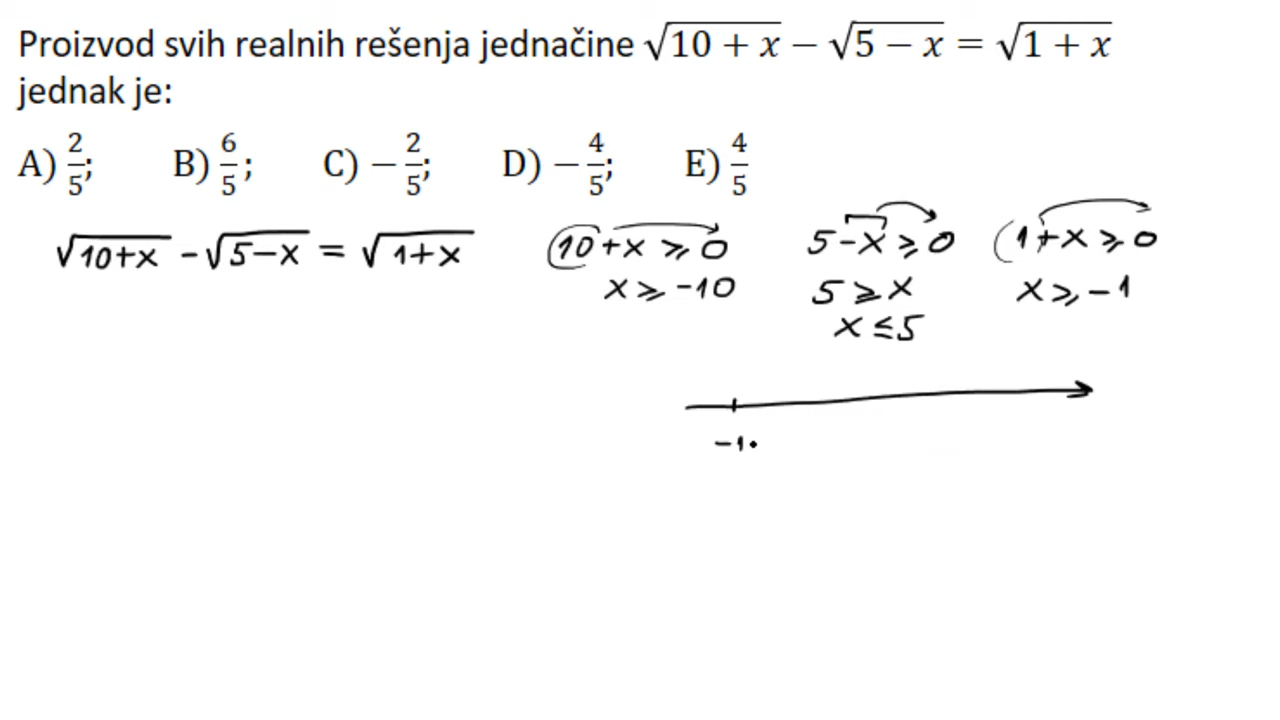 Proizvod svih realnih rešenja jednačine √10 + x − √5 − x = √1 + x
jednak je:
A) 2/5; B) 6/5; C) −2/5; D) −4/5; E) 4/5
√10+x -√5-x = √1+x 10+x ≥ 0 5-x ≥ 0 1+x ≥ 0
x ≥ -10 5 ≥ x x ≥ -1
x ≤ 5
-1.